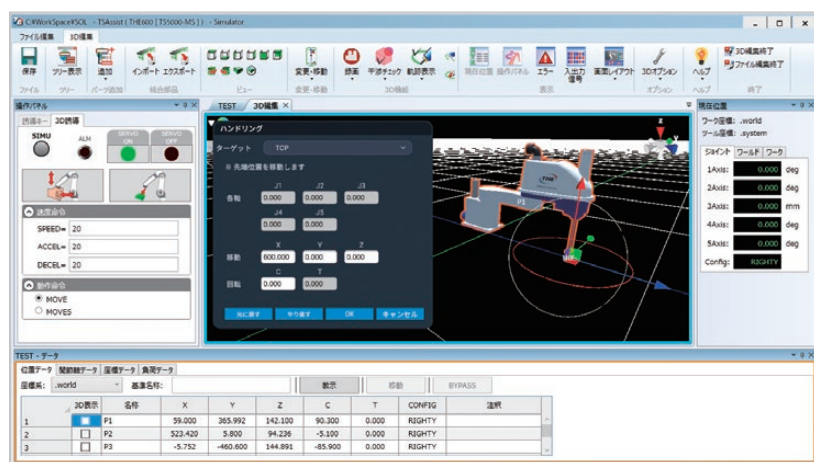 C:¥WorkSpace¥SOL - TSAssist ( THE600 [ TS5000-MS ] ) - Simulator
ファイル編集 3D編集
保存 ツリー表示 追加 インポート エクスポート 変更・移動 録画 干渉チェック 軌跡表示 現在位置 操作パネル エラー 入出力信号 画面レイアウト 3Dオプション ヘルプ 3D編集終了
ファイル編集終了
ファイル ツリー パーツ追加 結合部品 ビュー 変更・移動 3D機能 表示 オプション ヘルプ 終了
操作パネル
誘導キー 3D誘導
SIMU ALM SERVO ON SERVO OFF
速度命令
SPEED= 20
ACCEL= 20
DECEL= 20
動作命令
MOVE
MOVES
TEST 3D編集
ハンドリング
ターゲット TCP
※ 先端位置を移動します
J1 J2 J3
各軸 0.000 0.000 0.000
J4 J5
0.000 0.000
X Y Z
移動 600.000 0.000 0.000
C T
回転 0.000 0.000
元に戻す やり直す OK キャンセル
P1
Z
現在位置
ワーク座標: .world
ツール座標: .system
ジョイント ワールド ワーク
1Axis: 0.000 deg
2Axis: 0.000 deg
3Axis: 0.000 mm
4Axis: 0.000 deg
5Axis: 0.000 deg
Config: RIGHTY
TEST - データ
位置データ 関節軸データ 座標データ 負荷データ
座標系: .world 基準名称: 教示 移動 BYPASS
3D表示 名称 X Y Z C T CONFIG 注釈
1 P1 59.000 365.992 142.100 90.300 0.000 RIGHTY
2 P2 523.420 5.800 94.236 -5.100 0.000 RIGHTY
3 P3 -5.752 -460.600 144.891 -85.900 0.000 RIGHTY